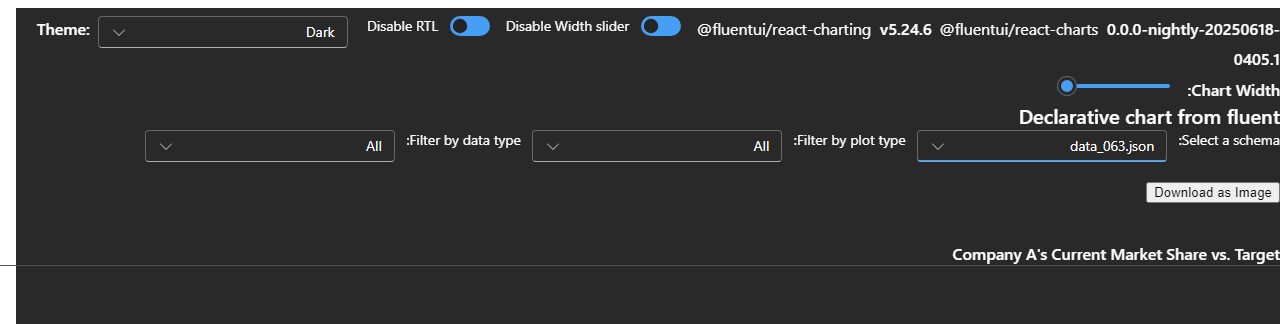 Theme: Dark Disable RTL Disable Width slider @fluentui/react-charting v5.24.6 @fluentui/react-charts 0.0.0-nightly-20250618-
0405.1
:Chart Width
Declarative chart from fluent
:Select a schema data_063.json :Filter by plot type All :Filter by data type All
Download as Image
Company A's Current Market Share vs. Target